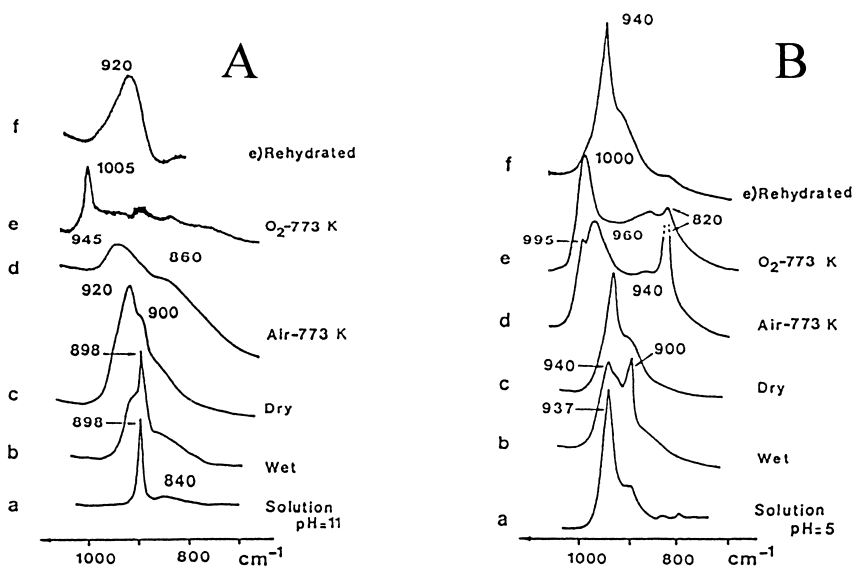 A
920
f
e)Rehydrated
1005
e
O₂-773 K
945
860
d
Air-773 K
920
900
898
c
Dry
898
b
Wet
840
a
Solution
pH=11
1000
800
cm⁻¹
B
940
f
1000
e)Rehydrated
995
960
820
e
O₂-773 K
940
d
Air-773 K
940
900
c
Dry
937
b
Wet
a
Solution
pH=5
1000
800
cm⁻¹